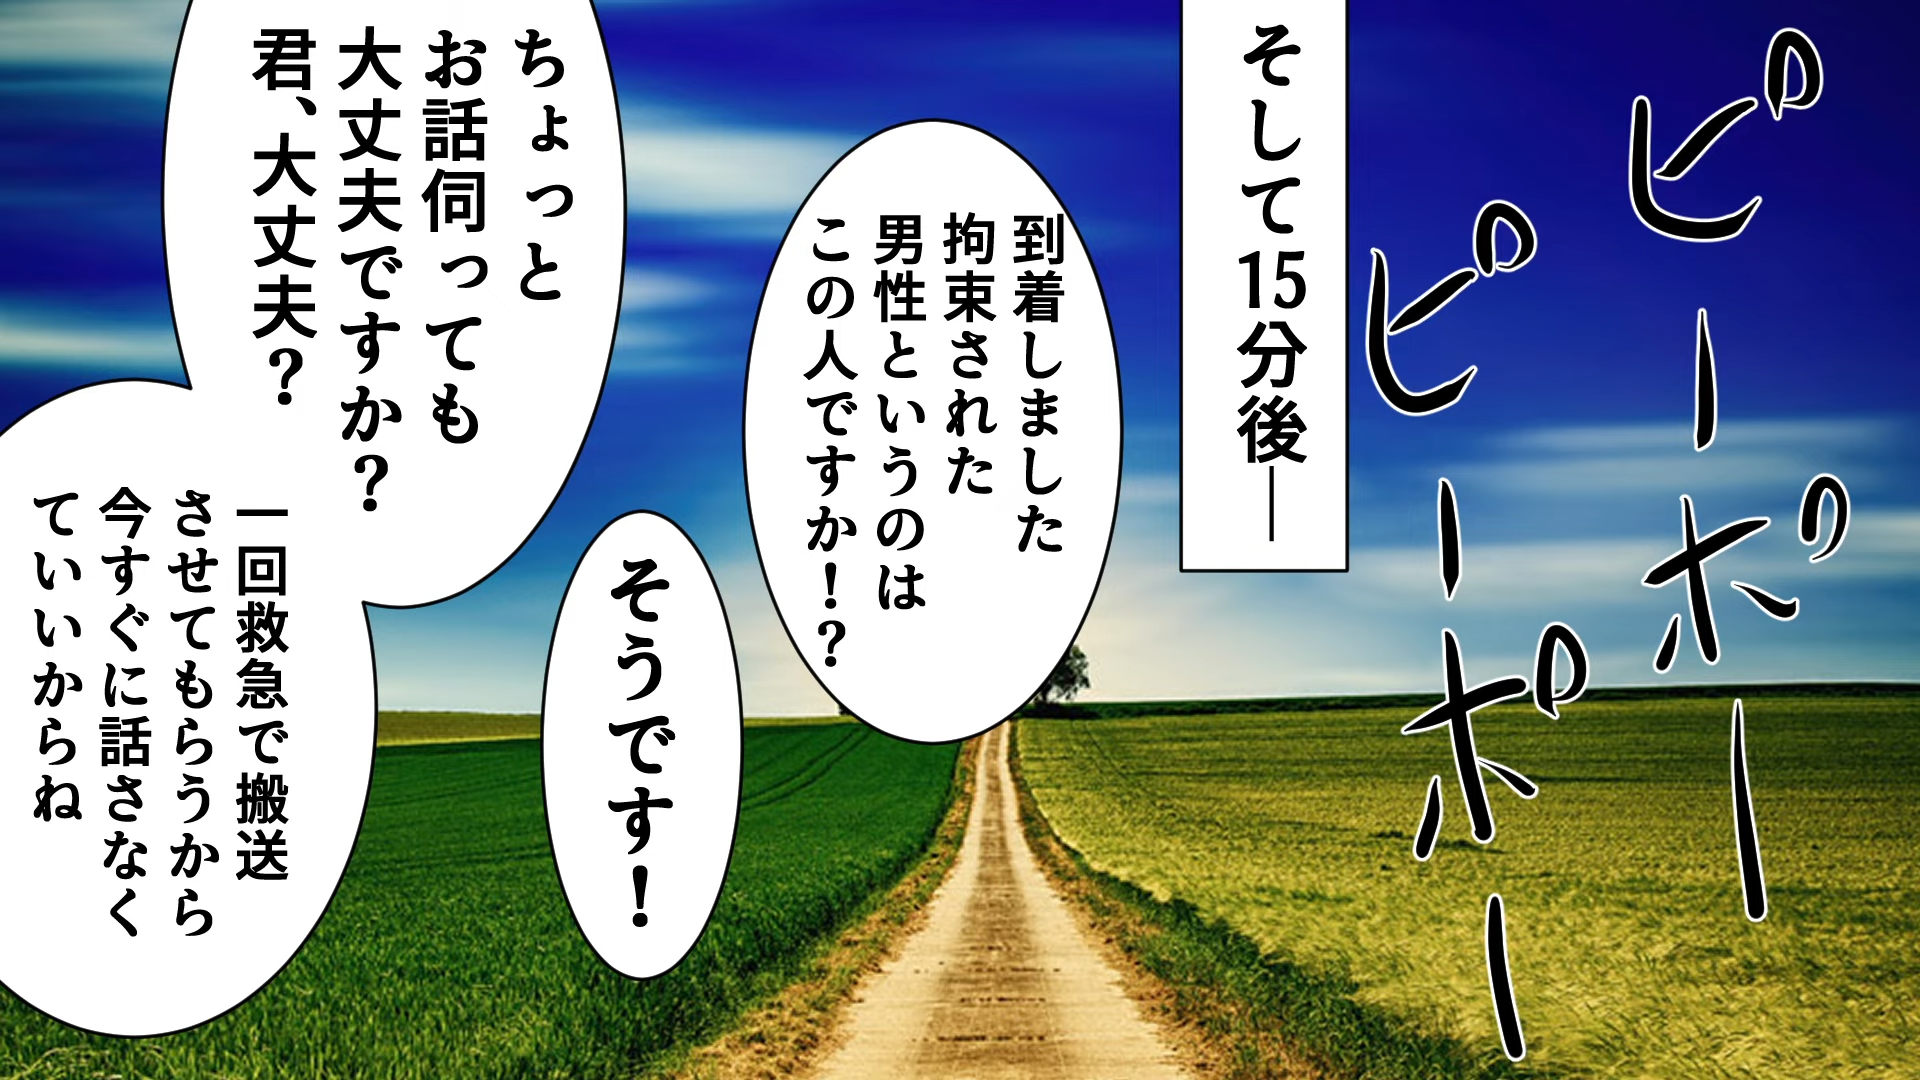 ピーポー
ピーポー
そして15分後―
到着しました
拘束された
男性というのは
この人ですか!?
そうです!
ちょっと
お話伺っても
大丈夫ですか?
君、大丈夫?
一回救急で搬送
させてもらうから
今すぐに話さなく
ていいからね